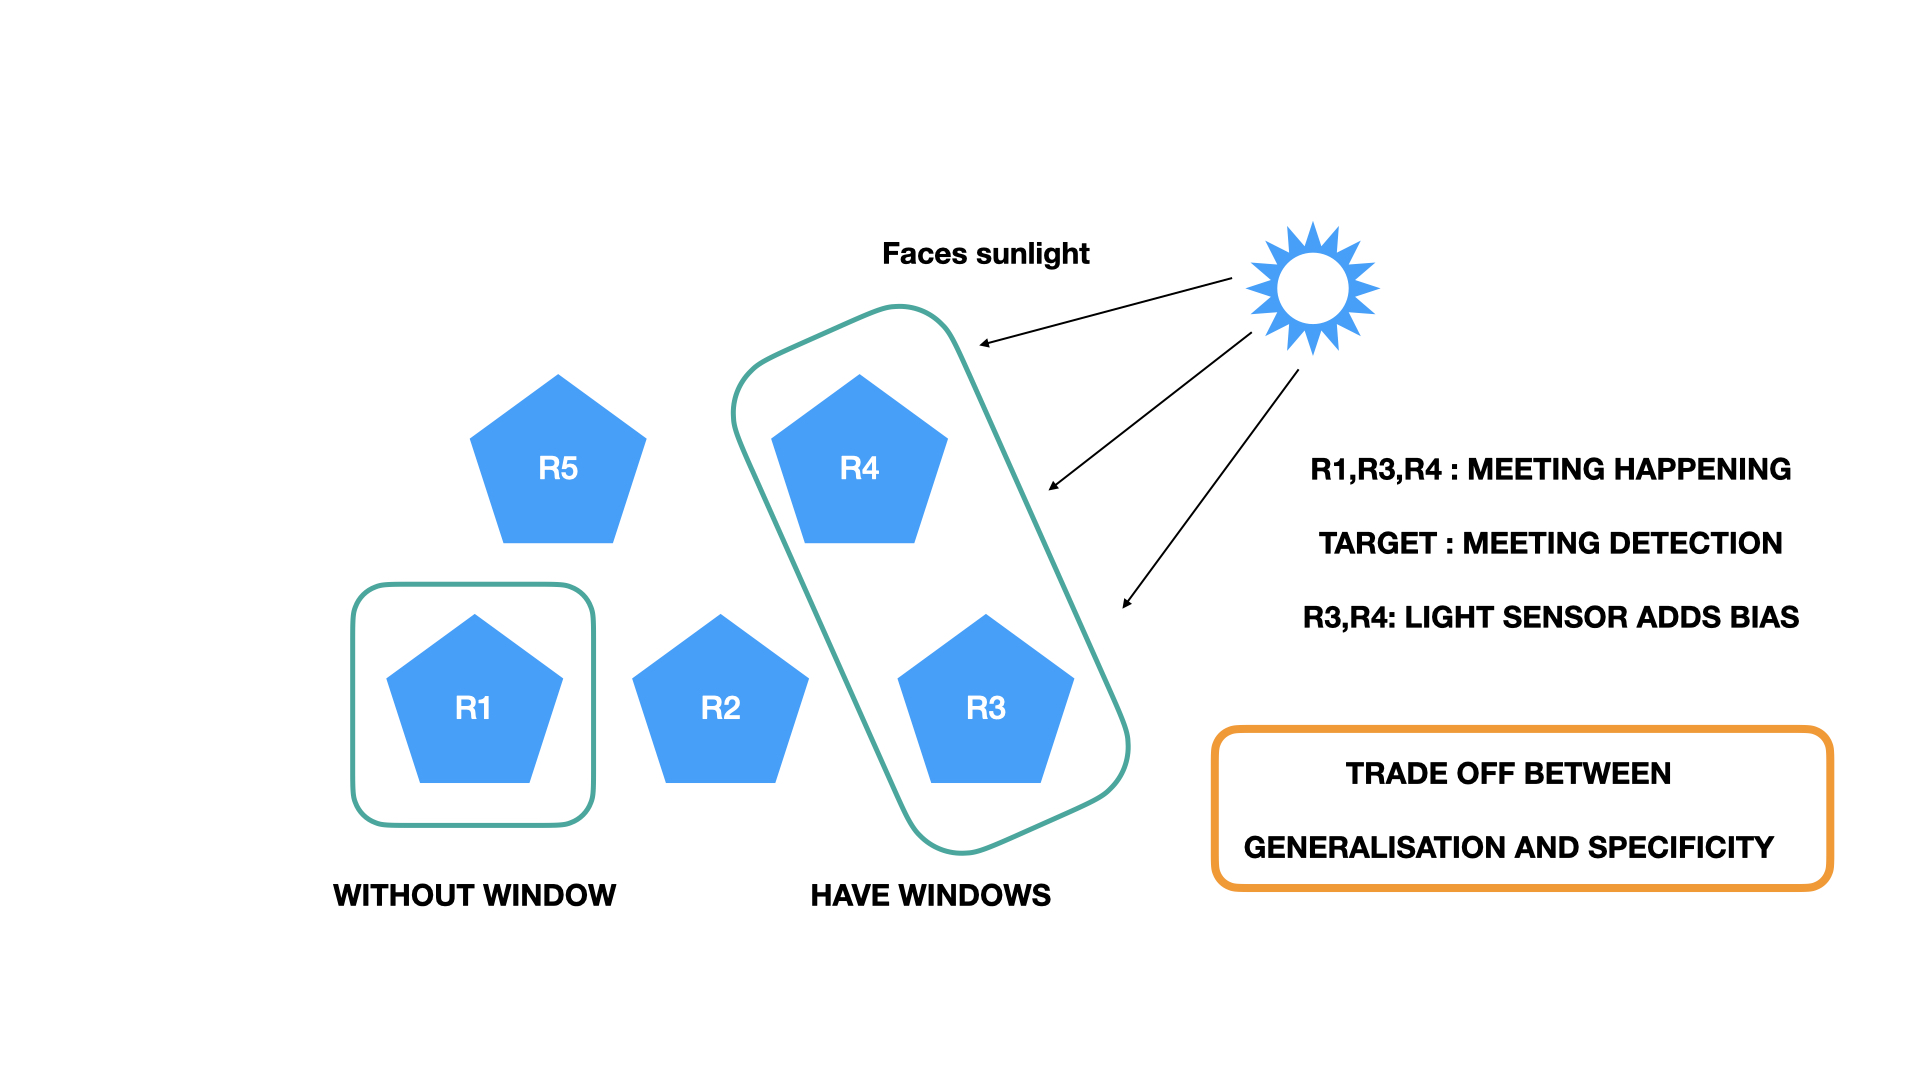 Faces sunlight
R5
R4
R1,R3,R4 : MEETING HAPPENING
TARGET : MEETING DETECTION
R3,R4: LIGHT SENSOR ADDS BIAS
R1
R2
R3
TRADE OFF BETWEEN
GENERALISATION AND SPECIFICITY
WITHOUT WINDOW
HAVE WINDOWS